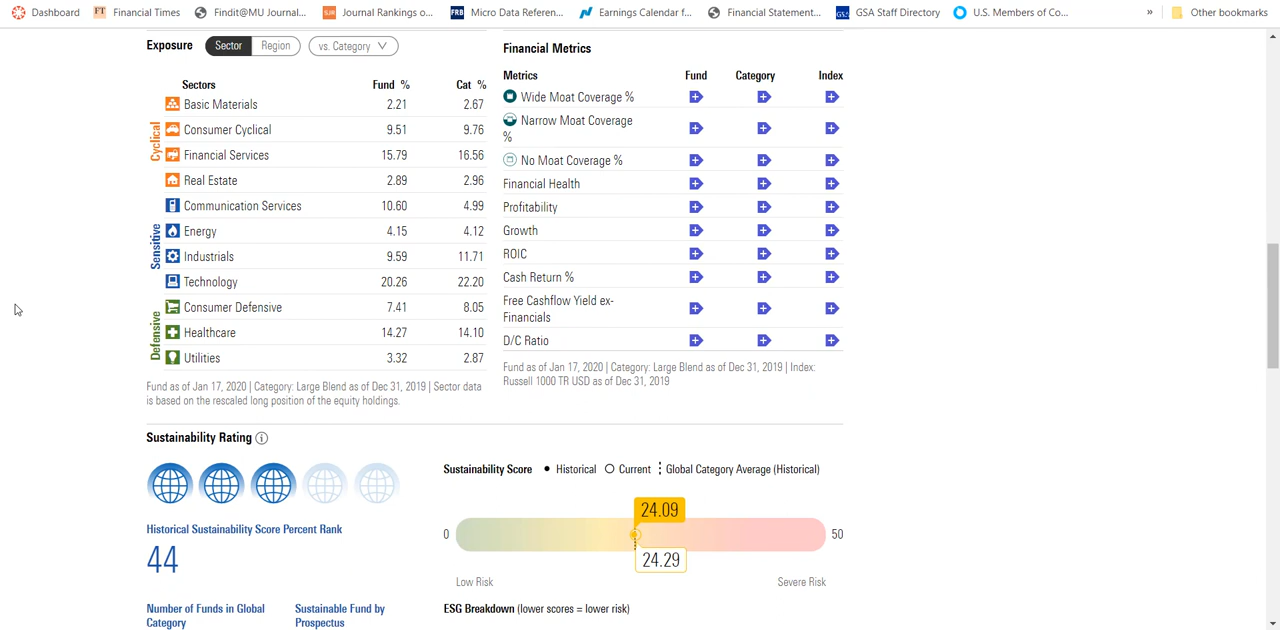 Dashboard FT Financial Times Findit@MU Journal... SJR Journal Rankings o... FRB Micro Data Referen... Earnings Calendar f... Financial Statement... GSA GSA Staff Directory U.S. Members of Co... » Other bookmarks
Exposure Sector Region vs. Category
Sectors Fund % Cat %
Cyclical
Basic Materials 2.21 2.67
Consumer Cyclical 9.51 9.76
Financial Services 15.79 16.56
Real Estate 2.89 2.96
Sensitive
Communication Services 10.60 4.99
Energy 4.15 4.12
Industrials 9.59 11.71
Technology 20.26 22.20
Defensive
Consumer Defensive 7.41 8.05
Healthcare 14.27 14.10
Utilities 3.32 2.87
Fund as of Jan 17, 2020 | Category: Large Blend as of Dec 31, 2019 | Sector data
is based on the rescaled long position of the equity holdings.
Financial Metrics
Metrics Fund Category Index
Wide Moat Coverage %
Narrow Moat Coverage
%
No Moat Coverage %
Financial Health
Profitability
Growth
ROIC
Cash Return %
Free Cashflow Yield ex-
Financials
D/C Ratio
Fund as of Jan 17, 2020 | Category: Large Blend as of Dec 31, 2019 | Index:
Russell 1000 TR USD as of Dec 31, 2019
Sustainability Rating
Historical Sustainability Score Percent Rank
44
Number of Funds in Global
Category
Sustainable Fund by
Prospectus
Sustainability Score Historical Current Global Category Average (Historical)
24.09
0 50
24.29
Low Risk Severe Risk
ESG Breakdown (lower scores = lower risk)